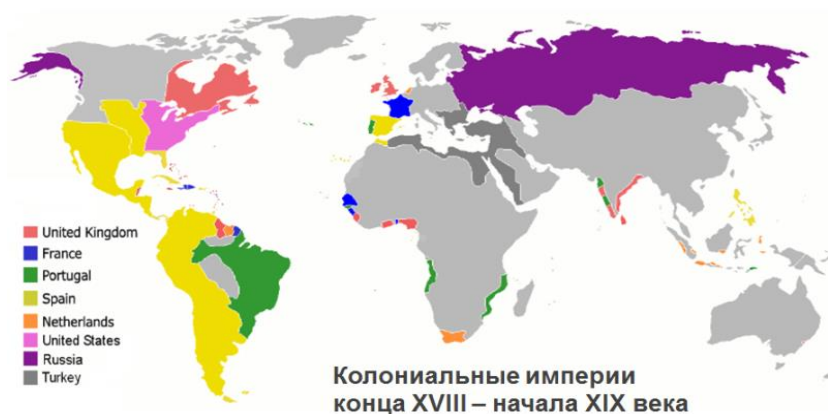 United Kingdom
France
Portugal
Spain
Netherlands
United States
Russia
Turkey
Колониальные империи
конца XVIII – начала XIX века